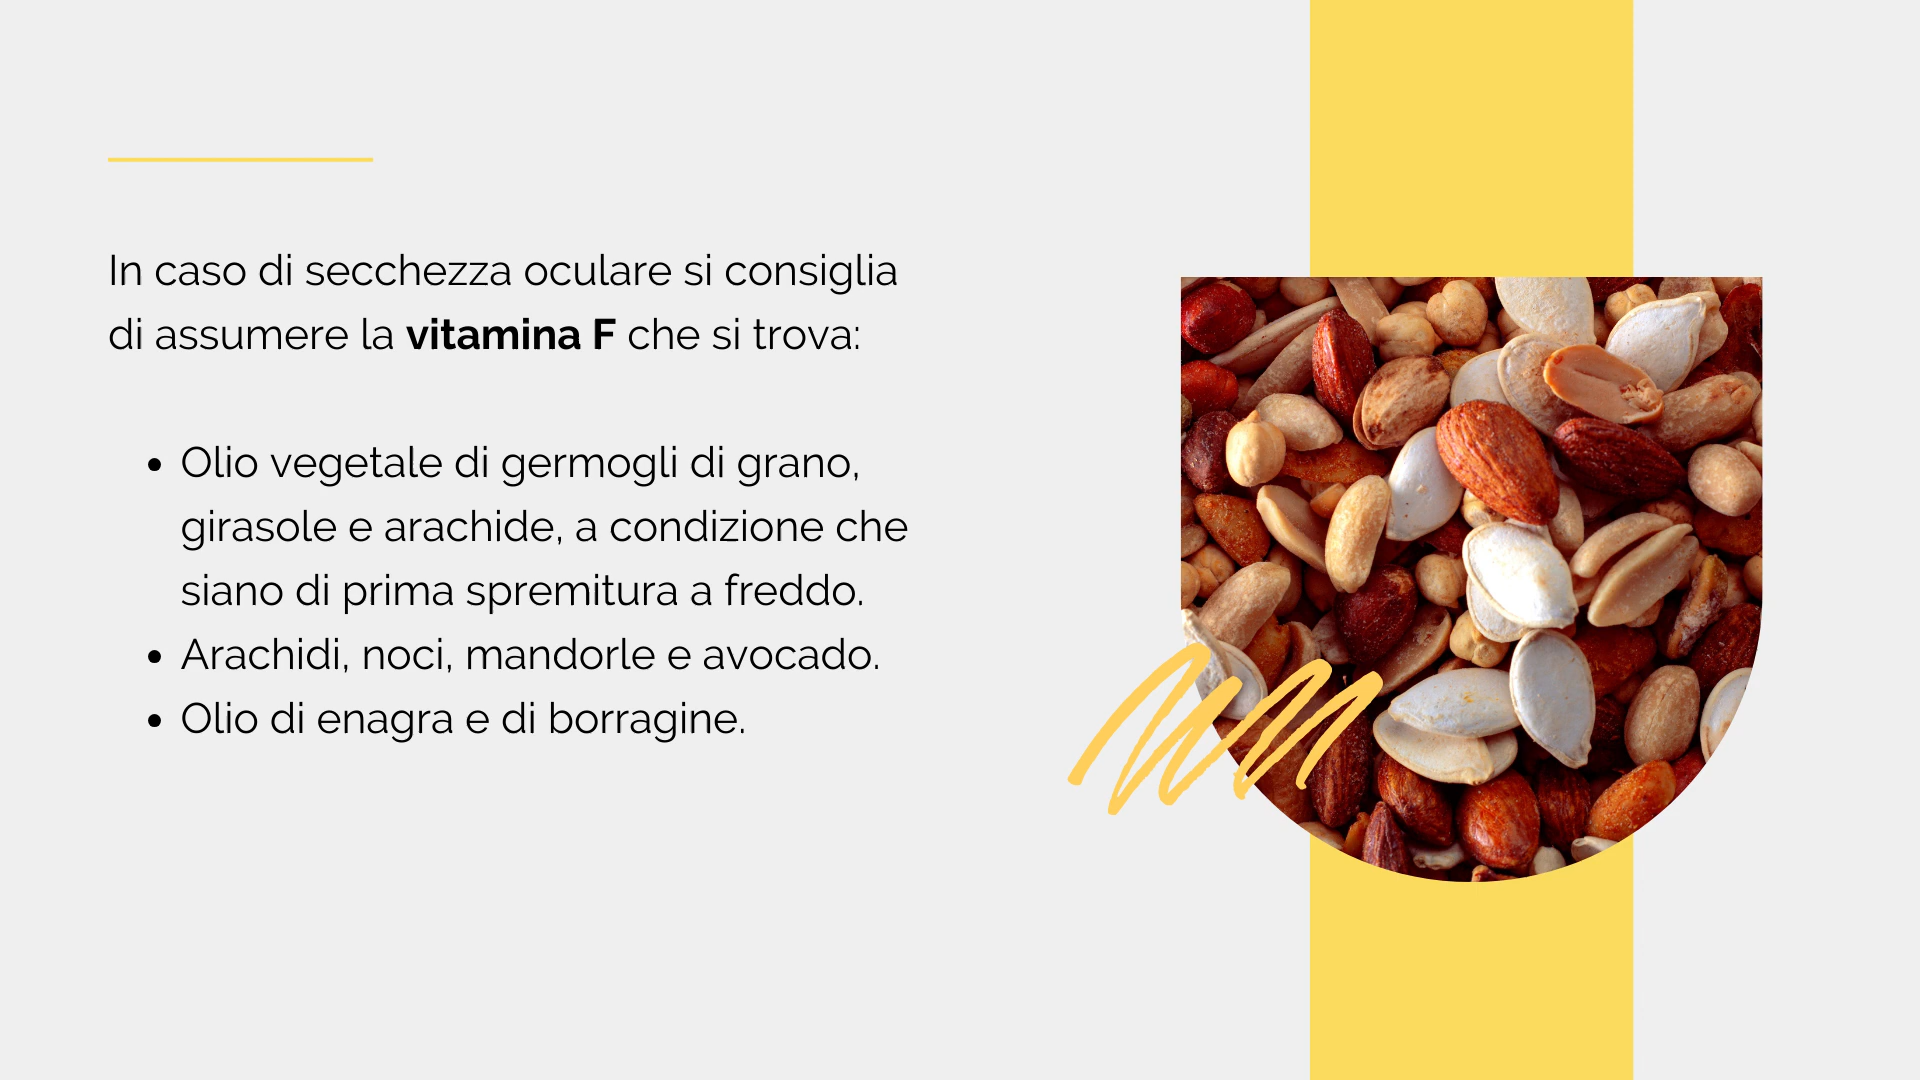 In caso di secchezza oculare si consiglia
di assumere la vitamina F che si trova:
• Olio vegetale di germogli di grano,
girasole e arachide, a condizione che
siano di prima spremitura a freddo.
• Arachidi, noci, mandorle e avocado.
• Olio di enagra e di borragine.